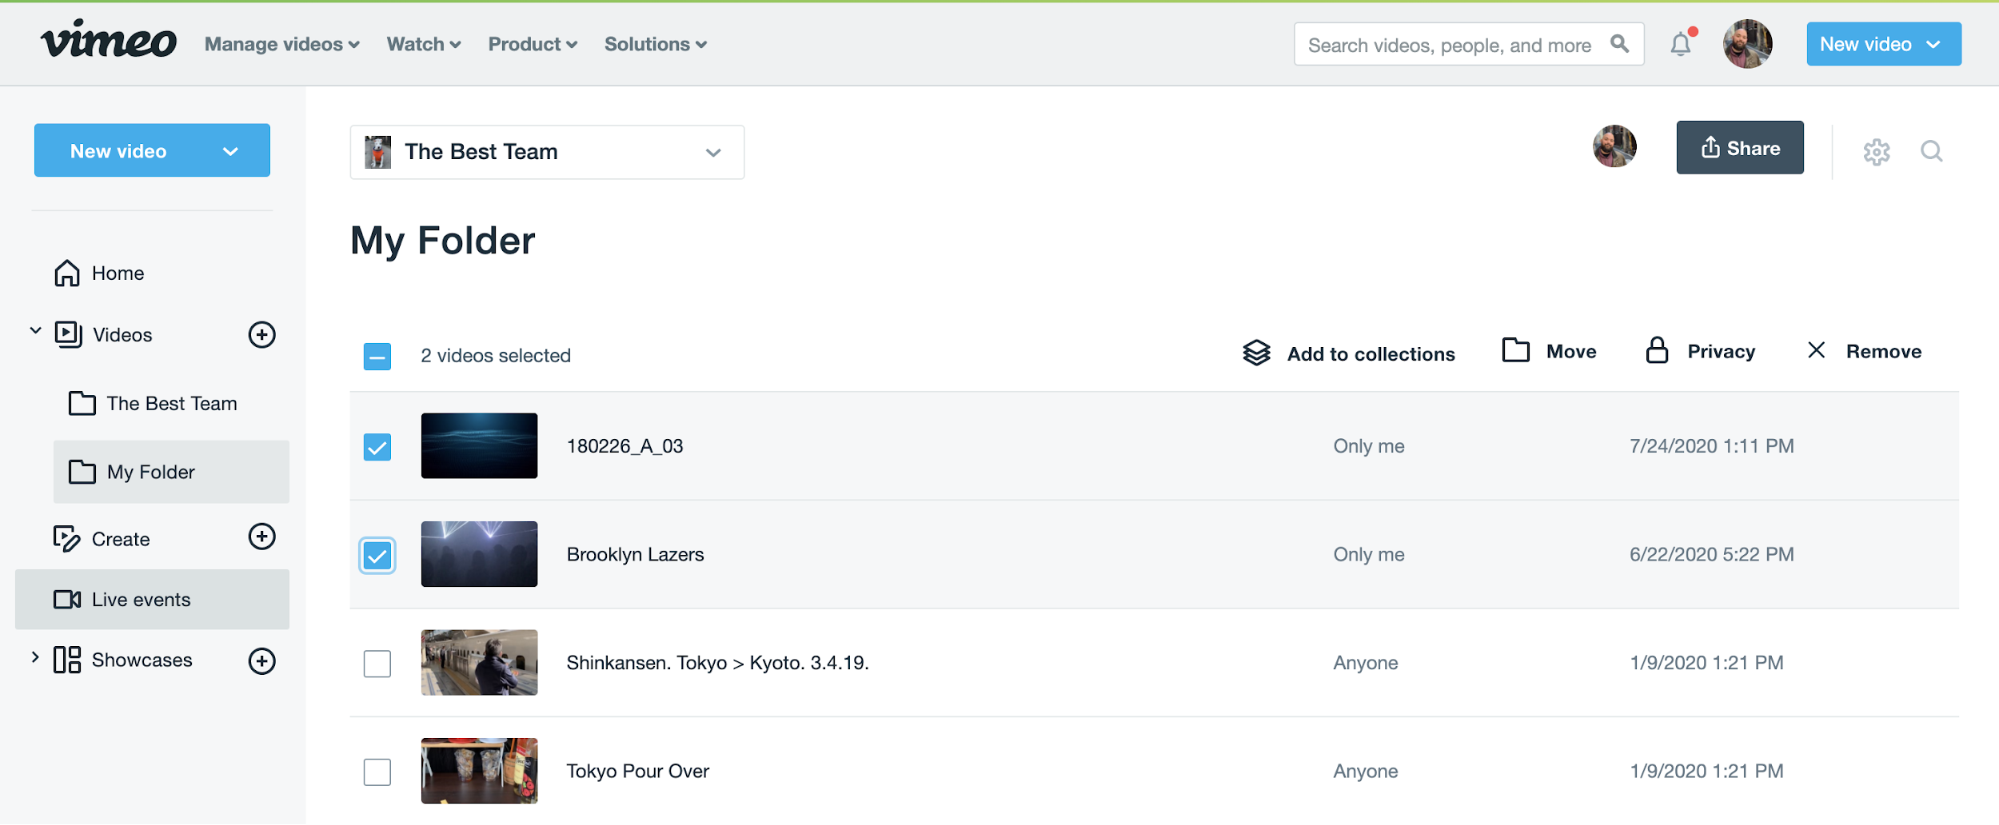 vimeo Manage videos Watch Product Solutions Search videos, people, and more New video
New video
The Best Team
Share
My Folder
Home
Videos
The Best Team
My Folder
Create
Live events
Showcases
2 videos selected Add to collections Move Privacy Remove
180226_A_03 Only me 7/24/2020 1:11 PM
Brooklyn Lazers Only me 6/22/2020 5:22 PM
Shinkansen. Tokyo > Kyoto. 3.4.19. Anyone 1/9/2020 1:21 PM
Tokyo Pour Over Anyone 1/9/2020 1:21 PM